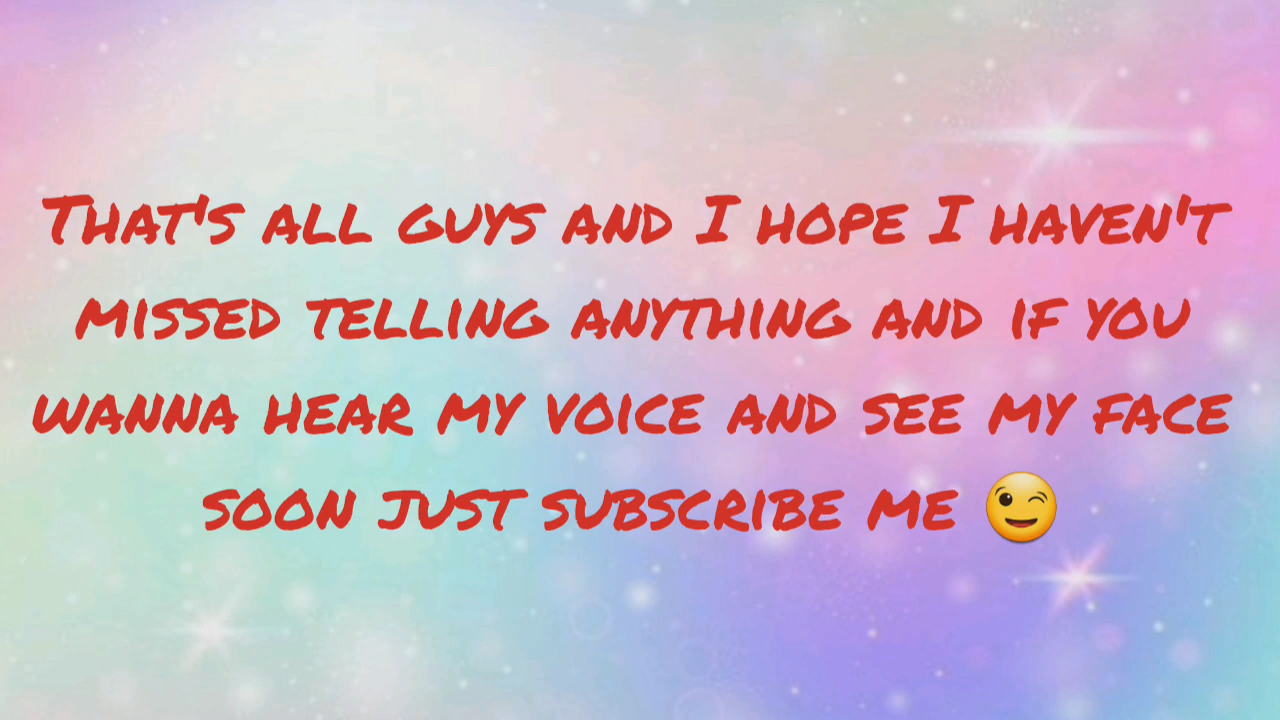 That's all guys and I hope I haven't
missed telling anything and if you
wanna hear my voice and see my face
soon just subscribe me 😉